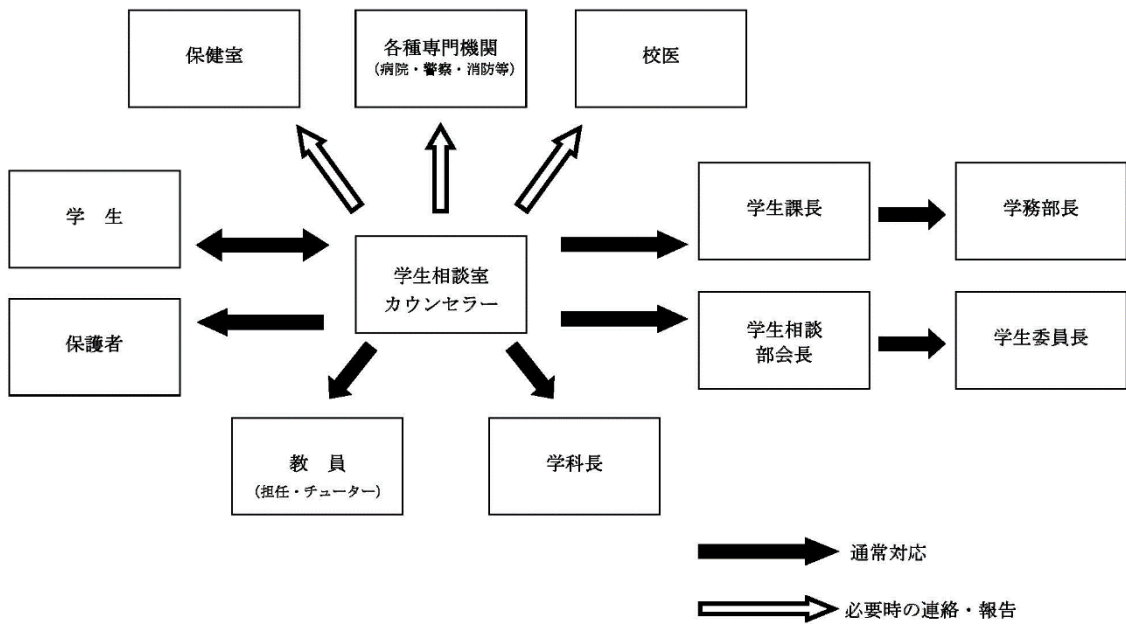 保健室
各種専門機関
(病院・警察・消防等)
校医
学　生
学生課長
学務部長
学生相談室
カウンセラー
保護者
学生相談
部会長
学生委員長
教　員
(担任・チューター)
学科長
通常対応
必要時の連絡・報告